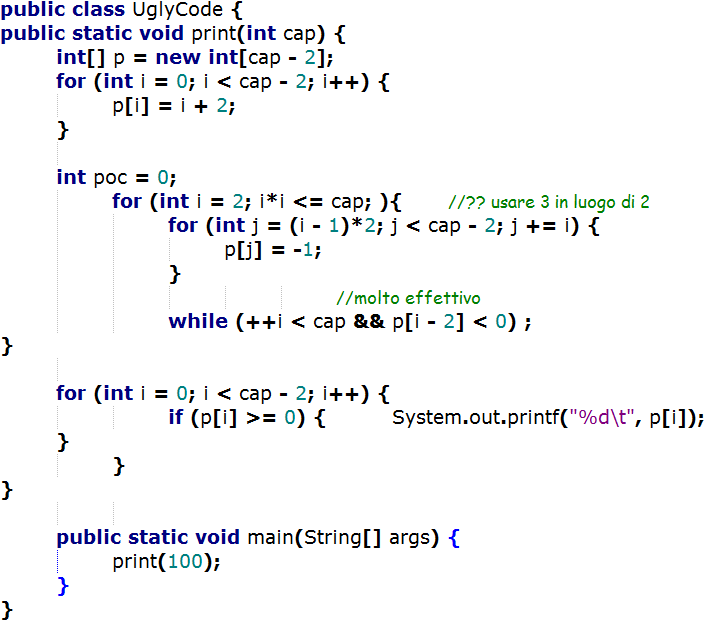 public class UglyCode {
public static void print(int cap) {
int[] p = new int[cap - 2];
for (int i = 0; i < cap - 2; i++) {
p[i] = i + 2;
}
int poc = 0;
for (int i = 2; i*i <= cap; ){ //?? usare 3 in luogo di 2
for (int j = (i - 1)*2; j < cap - 2; j += i) {
p[j] = -1;
}
//molto effettivo
while (++i < cap && p[i - 2] < 0) ;
}
for (int i = 0; i < cap - 2; i++) {
if (p[i] >= 0) { System.out.printf("%d\t", p[i]);
}
}
}
public static void main(String[] args) {
print(100);
}
}